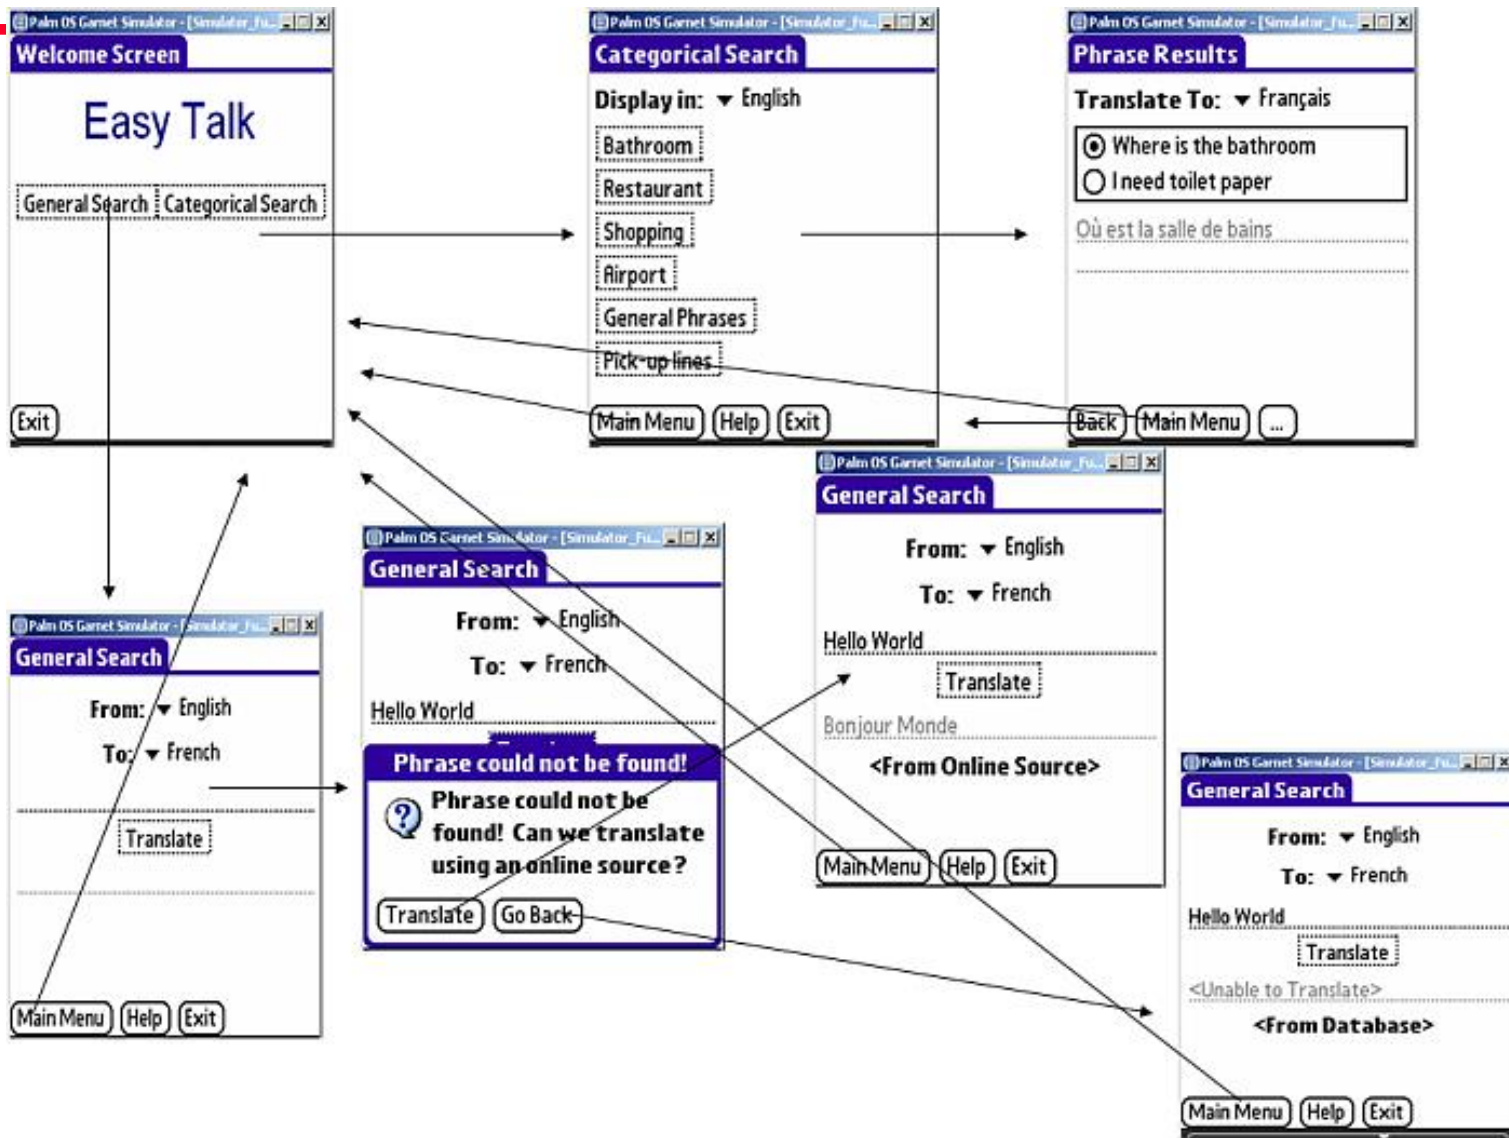 Palm OS Garnet Simulator - [Simulator_Fu...
Welcome Screen
Easy Talk
General Search
Categorical Search
Exit
Palm OS Garnet Simulator - [Simulator_Fu...
Categorical Search
Display in: English
Bathroom
Restaurant
Shopping
Airport
General Phrases
Pick-up lines
Main Menu Help Exit
Palm OS Garnet Simulator - [Simulator_Fu...
Phrase Results
Translate To: Français
Where is the bathroom
I need toilet paper
Où est la salle de bains
Back Main Menu ...
Palm OS Garnet Simulator - [Simulator_Fu...
General Search
From: English
To: French
Translate
Main Menu Help Exit
Palm OS Garnet Simulator - [Simulator_Fu...
General Search
From: English
To: French
Hello World
Phrase could not be found!
Phrase could not be
found! Can we translate
using an online source?
Translate Go Back
Palm OS Garnet Simulator - [Simulator_Fu...
General Search
From: English
To: French
Hello World
Translate
Bonjour Monde
<From Online Source>
Main Menu Help Exit
Palm OS Garnet Simulator - [Simulator_Fu...
General Search
From: English
To: French
Hello World
Translate
<Unable to Translate>
<From Database>
Main Menu Help Exit